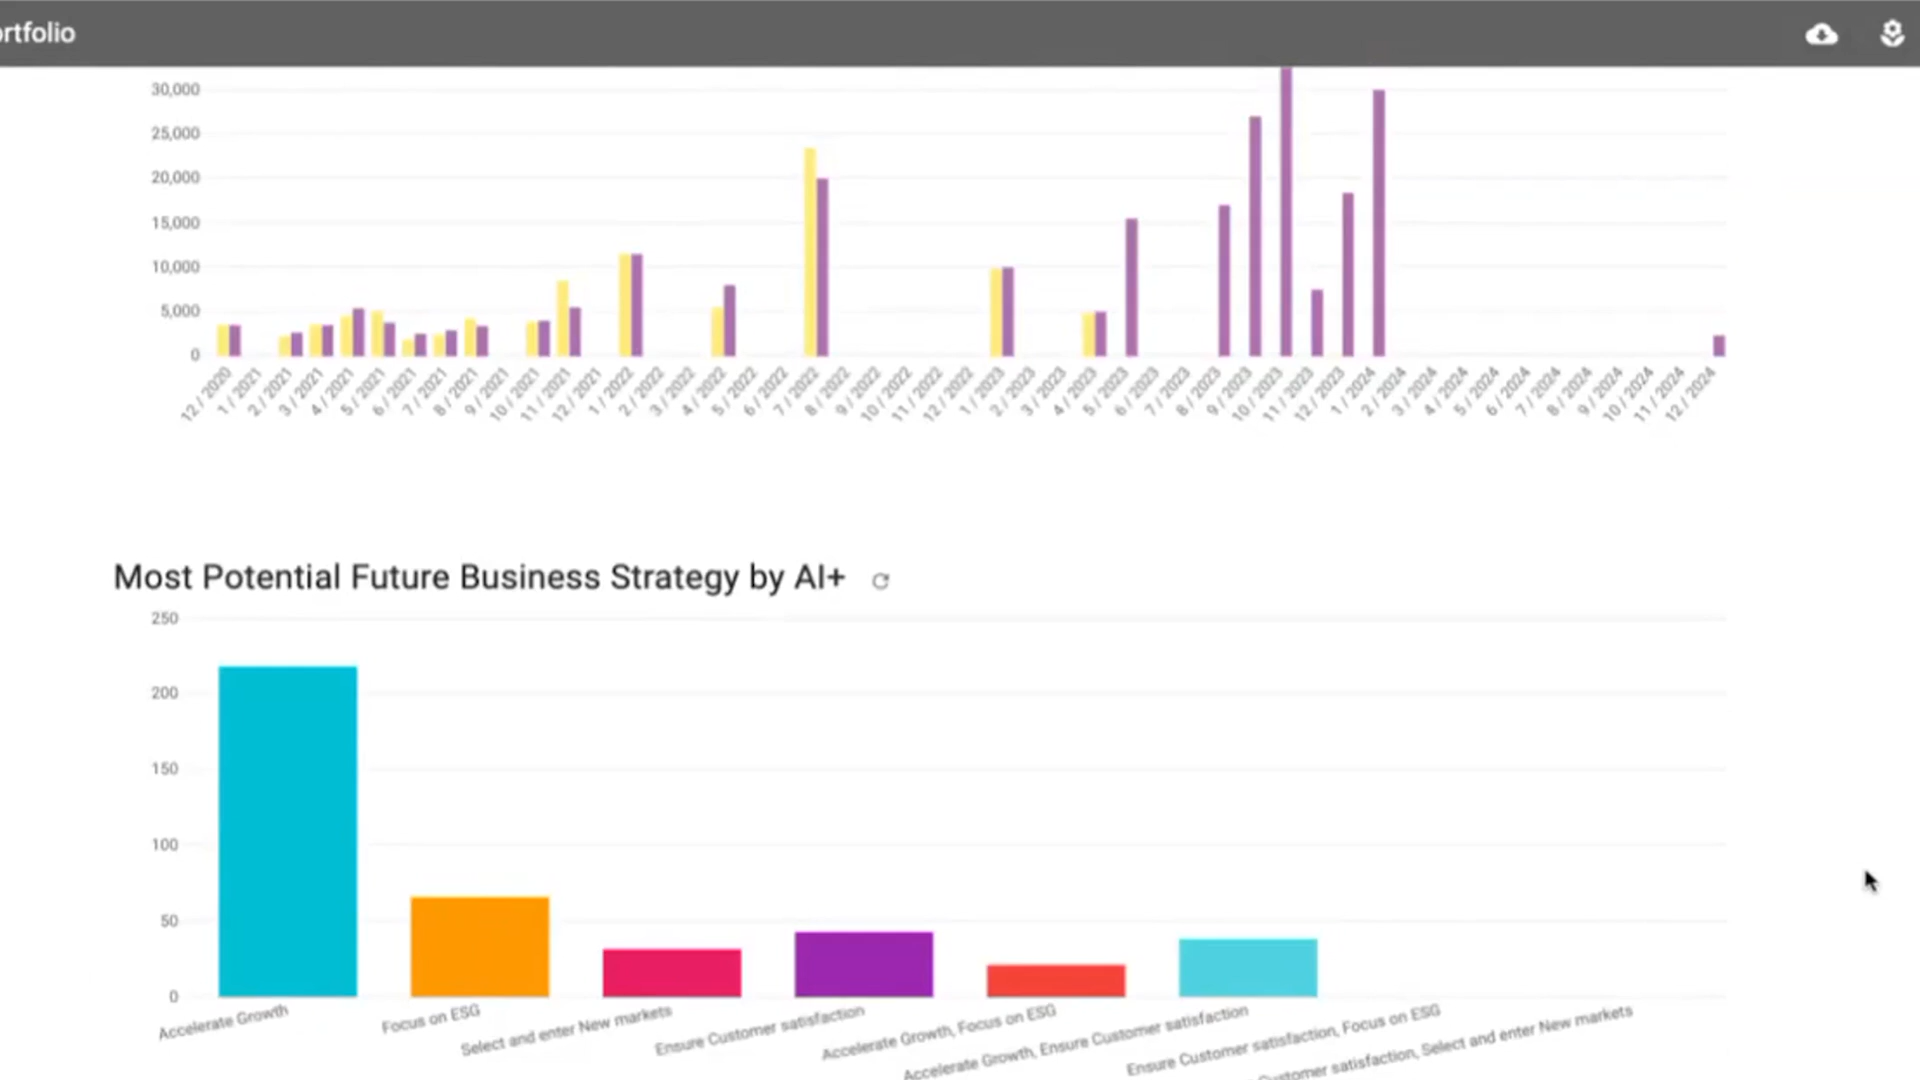 rtfolio
30,000
25,000
20,000
15,000
10,000
5,000
0
12 / 2020
1 / 2021
2 / 2021
3 / 2021
4 / 2021
5 / 2021
6 / 2021
7 / 2021
8 / 2021
9 / 2021
10 / 2021
11 / 2021
12 / 2021
1 / 2022
2 / 2022
3 / 2022
4 / 2022
5 / 2022
6 / 2022
7 / 2022
8 / 2022
9 / 2022
10 / 2022
11 / 2022
12 / 2022
1 / 2023
2 / 2023
3 / 2023
4 / 2023
5 / 2023
6 / 2023
7 / 2023
8 / 2023
9 / 2023
10 / 2023
11 / 2023
12 / 2023
1 / 2024
2 / 2024
3 / 2024
4 / 2024
5 / 2024
6 / 2024
7 / 2024
8 / 2024
9 / 2024
10 / 2024
11 / 2024
12 / 2024
Most Potential Future Business Strategy by AI+
250
200
150
100
50
0
Accelerate Growth
Focus on ESG
Select and enter New markets
Ensure Customer satisfaction
Accelerate Growth, Focus on ESG
Accelerate Growth, Ensure Customer satisfaction
Ensure Customer satisfaction, Focus on ESG
Customer satisfaction, Select and enter New markets